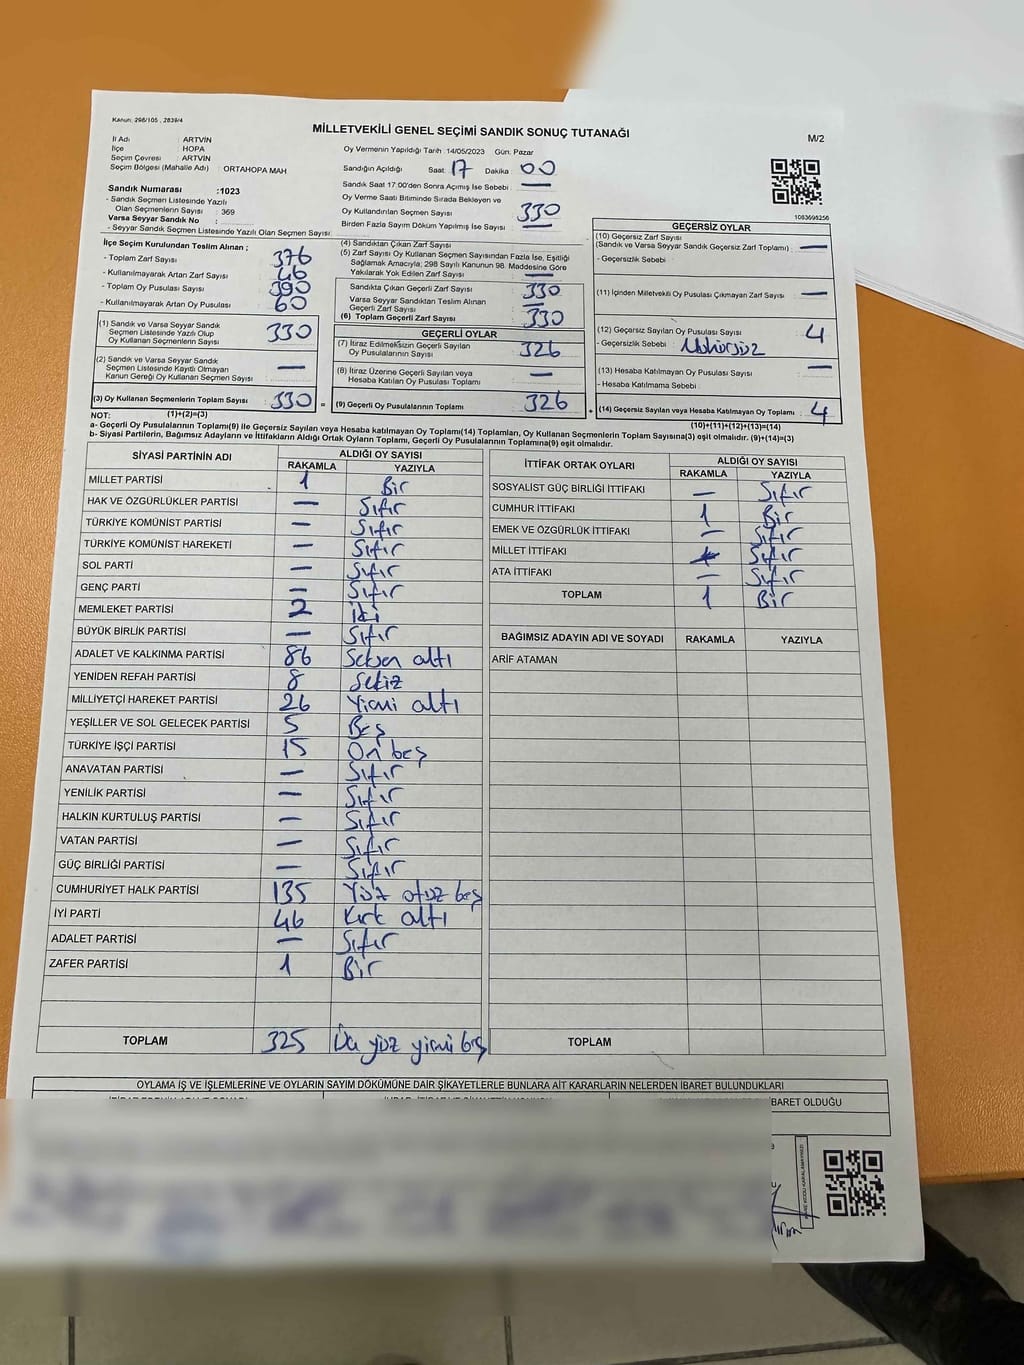 Kanun: 298/105 , 2839/4
MİLLETVEKİLİ GENEL SEÇİMİ SANDIK SONUÇ TUTANAĞI
M/2
İl Adı : ARTVİN
İlçe : HOPA
Seçim Çevresi : ARTVİN
Seçim Bölgesi (Mahalle Adı) : ORTAHOPA MAH
Sandık Numarası :1023
- Sandık Seçmen Listesinde Yazılı
Olan Seçmenlerin Sayısı : 369
Varsa Seyyar Sandık No :
- Seyyar Sandık Seçmen Listesinde Yazılı Olan Seçmen Sayısı :
Oy Vermenin Yapıldığı Tarih :14/05/2023 Gün: Pazar
Sandığın Açıldığı Saat: 17 Dakika : 00
Sandık Saat 17:00'den Sonra Açılmış İse Sebebi : —
Oy Verme Saati Bitiminde Sırada Bekleyen ve
Oy Kullandırılan Seçmen Sayısı : 330
Birden Fazla Sayım Döküm Yapılmış İse Sayısı : —
1083698256
İlçe Seçim Kurulundan Teslim Alınan ;
- Toplam Zarf Sayısı : 376
- Kullanılmayarak Artan Zarf Sayısı : 46
- Toplam Oy Pusulası Sayısı : 390
- Kullanılmayarak Artan Oy Pusulası : 60
(1) Sandık ve Varsa Seyyar Sandık
Seçmen Listesinde Yazılı Olup
Oy Kullanan Seçmenlerin Sayısı : 330
(2) Sandık ve Varsa Seyyar Sandık
Seçmen Listesinde Kayıtlı Olmayan
Kanun Gereği Oy Kullanan Seçmen Sayısı : —
(3) Oy Kullanan Seçmenlerin Toplam Sayısı : 330 =
(4) Sandıktan Çıkan Zarf Sayısı
(5) Zarf Sayısı Oy Kullanan Seçmen Sayısından Fazla İse, Eşitliği
Sağlamak Amacıyla; 298 Sayılı Kanunun 98. Maddesine Göre
Yakılarak Yok Edilen Zarf Sayısı : —
Sandıkta Çıkan Geçerli Zarf Sayısı : 330
Varsa Seyyar Sandıktan Teslim Alınan
Geçerli Zarf Sayısı : —
(6) Toplam Geçerli Zarf Sayısı : 330
GEÇERLİ OYLAR
(7) İtiraz Edilmeksizin Geçerli Sayılan
Oy Pusulalarının Sayısı : 326
(8) İtiraz Üzerine Geçerli Sayılan veya
Hesaba Katılan Oy Pusulası Toplamı : —
(9) Geçerli Oy Pusulalarının Toplamı : 326 +
GEÇERSİZ OYLAR
(10) Geçersiz Zarf Sayısı
(Sandık ve Varsa Seyyar Sandık Geçersiz Zarf Toplamı) : —
- Geçersizlik Sebebi :
(11) İçinden Milletvekili Oy Pusulası Çıkmayan Zarf Sayısı : —
(12) Geçersiz Sayılan Oy Pusulası Sayısı : 4
- Geçersizlik Sebebi : Mühürsüz
(13) Hesaba Katılmayan Oy Pusulası Sayısı : —
- Hesaba Katılmama Sebebi :
(14) Geçersiz Sayılan veya Hesaba Katılmayan Oy Toplamı : 4
NOT: (1)+(2)=(3) (10)+(11)+(12)+(13)=(14)
a- Geçerli Oy Pusulalarının Toplamı(9) ile Geçersiz Sayılan veya Hesaba katılmayan Oy Toplamı(14) Toplamları, Oy Kullanan Seçmenlerin Toplam Sayısına(3) eşit olmalıdır. (9)+(14)=(3)
b- Siyasi Partilerin, Bağımsız Adayların ve İttifakların Aldığı Ortak Oyların Toplamı, Geçerli Oy Pusulalarının Toplamına(9) eşit olmalıdır.
SİYASİ PARTİNİN ADI ALDIĞI OY SAYISI
RAKAMLA YAZIYLA
MİLLET PARTİSİ 1 Bir
HAK VE ÖZGÜRLÜKLER PARTİSİ — Sıfır
TÜRKİYE KOMÜNİST PARTİSİ — Sıfır
TÜRKİYE KOMÜNİST HAREKETİ — Sıfır
SOL PARTİ — Sıfır
GENÇ PARTİ — Sıfır
MEMLEKET PARTİSİ 2 İki
BÜYÜK BİRLİK PARTİSİ — Sıfır
ADALET VE KALKINMA PARTİSİ 86 Seksen altı
YENİDEN REFAH PARTİSİ 8 Sekiz
MİLLİYETÇİ HAREKET PARTİSİ 26 Yirmi altı
YEŞİLLER VE SOL GELECEK PARTİSİ 5 Beş
TÜRKİYE İŞÇİ PARTİSİ 15 On beş
ANAVATAN PARTİSİ — Sıfır
YENİLİK PARTİSİ — Sıfır
HALKIN KURTULUŞ PARTİSİ — Sıfır
VATAN PARTİSİ — Sıfır
GÜÇ BİRLİĞİ PARTİSİ — Sıfır
CUMHURİYET HALK PARTİSİ 135 Yüz otuz beş
İYİ PARTİ 46 Kırk altı
ADALET PARTİSİ — Sıfır
ZAFER PARTİSİ 1 Bir
TOPLAM 325 Üç yüz yirmi beş
İTTİFAK ORTAK OYLARI ALDIĞI OY SAYISI
RAKAMLA YAZIYLA
SOSYALİST GÜÇ BİRLİĞİ İTTİFAKI — Sıfır
CUMHUR İTTİFAKI 1 Bir
EMEK VE ÖZGÜRLÜK İTTİFAKI — Sıfır
MİLLET İTTİFAKI Sıfır
ATA İTTİFAKI — Sıfır
TOPLAM 1 Bir
BAĞIMSIZ ADAYIN ADI VE SOYADI RAKAMLA YAZIYLA
ARİF ATAMAN
TOPLAM
OYLAMA İŞ VE İŞLEMLERİNE VE OYLARIN SAYIM DÖKÜMÜNE DAİR ŞİKAYETLERLE BUNLARA AİT KARARLARIN NELERDEN İBARET BULUNDUKLARI
İBARET OLDUĞU